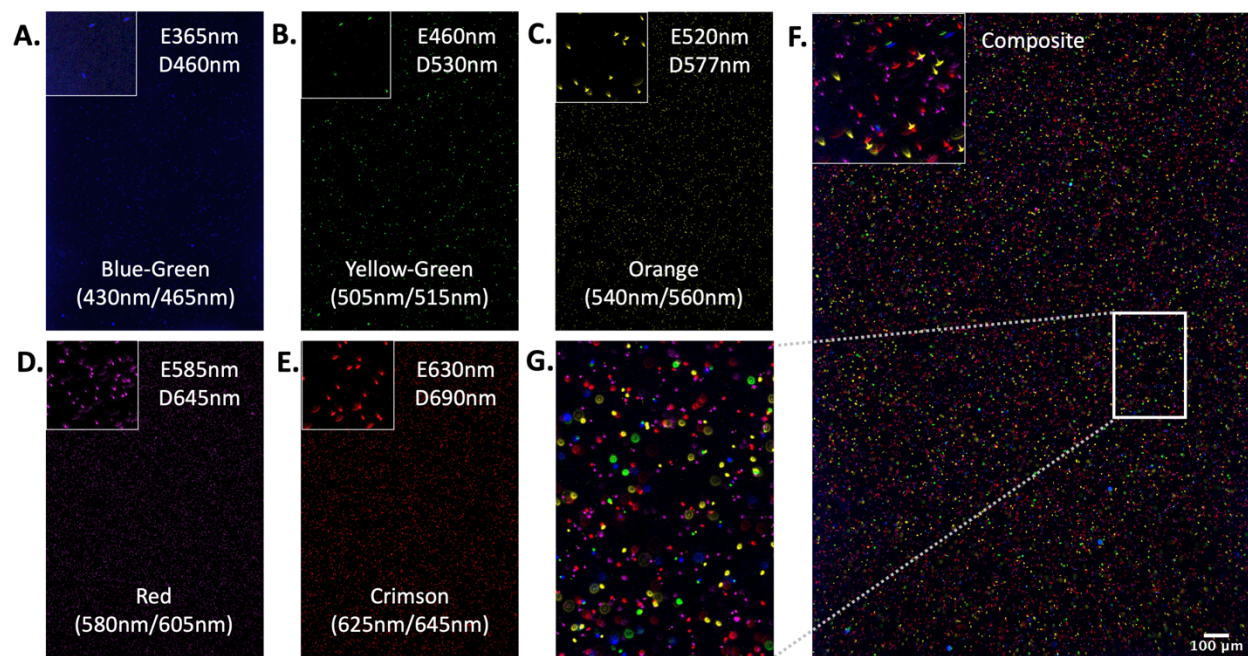 A.
E365nm
D460nm
Blue-Green
(430nm/465nm)
B.
E460nm
D530nm
Yellow-Green
(505nm/515nm)
C.
E520nm
D577nm
Orange
(540nm/560nm)
D.
E585nm
D645nm
Red
(580nm/605nm)
E.
E630nm
D690nm
Crimson
(625nm/645nm)
F.
Composite
100 μm
G.